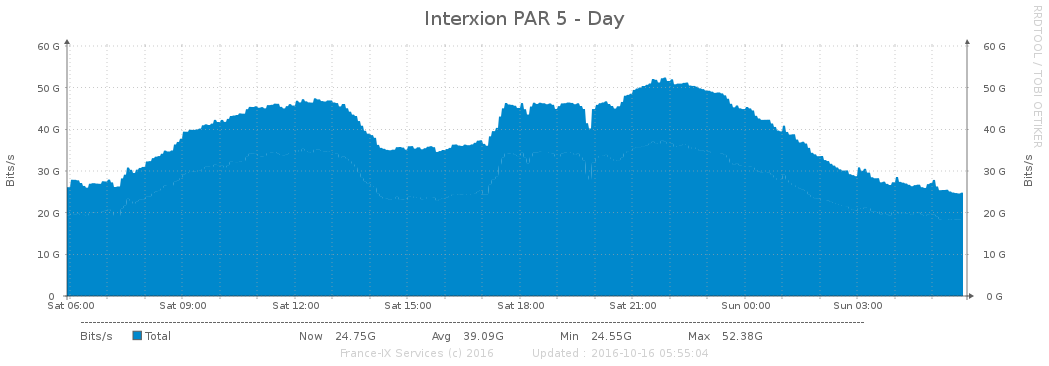 Interxion PAR 5 - Day
RRDTOOL / TOBI OETIKER
Bits/s
60 G
50 G
40 G
30 G
20 G
10 G
0
60 G
50 G
40 G
30 G
20 G
10 G
0 G
Bits/s
Sat 06:00 Sat 09:00 Sat 12:00 Sat 15:00 Sat 18:00 Sat 21:00 Sun 00:00 Sun 03:00
Bits/s Total Now 24.75G Avg 39.09G Min 24.55G Max 52.38G
France-IX Services (c) 2016 Updated : 2016-10-16 05:55:04